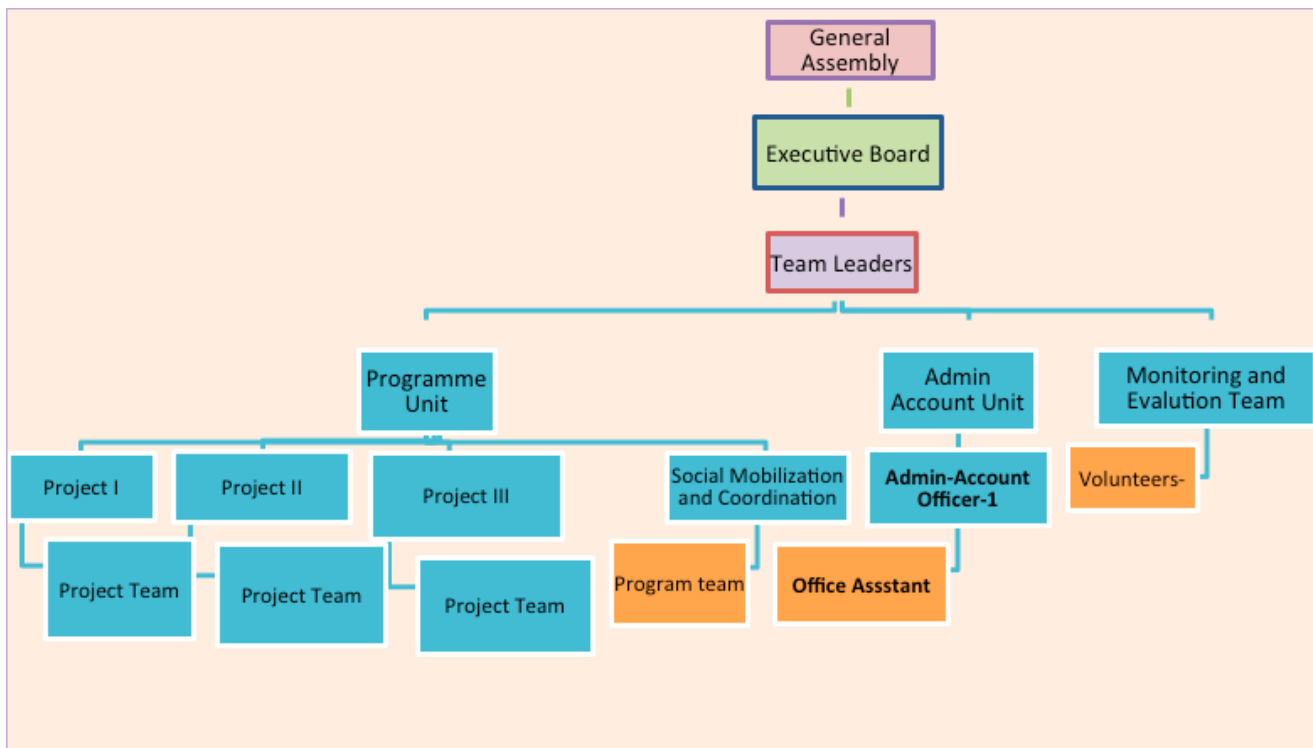 General
Assembly
Executive Board
Team Leaders
Programme
Unit
Admin
Account Unit
Monitoring and
Evalution Team
Project I
Project II
Project III
Social Mobilization
and Coordination
Admin-Account
Officer-1
Volunteers-
Project Team
Project Team
Project Team
Program team
Office Assstant